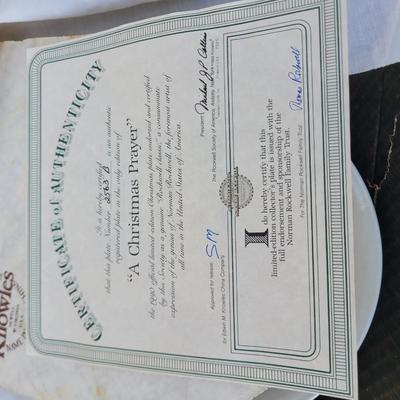 Knowles
CERTIFICATE of AUTHENTICITY
It is hereby certified
that this plate Number 2263 B is an authentic
registered plate in the only edition of
"A Christmas Prayer"
the 1990 official limited edition Christmas plate endorsed and certified
by this Society as a genuine "Rockwell classic," a consummate
expression of the genius of Norman Rockwell, the foremost artist of
all time in the United States of America.
President
The Rockwell Society of America,
Approved for release: SM
for Edwin M. Knowles China Company
I do hereby certify that this
limited-edition collector's plate is issued with the
full endorsement and sponsorship of the
Norman Rockwell Family Trust.
For The Norman Rockwell Family Trust